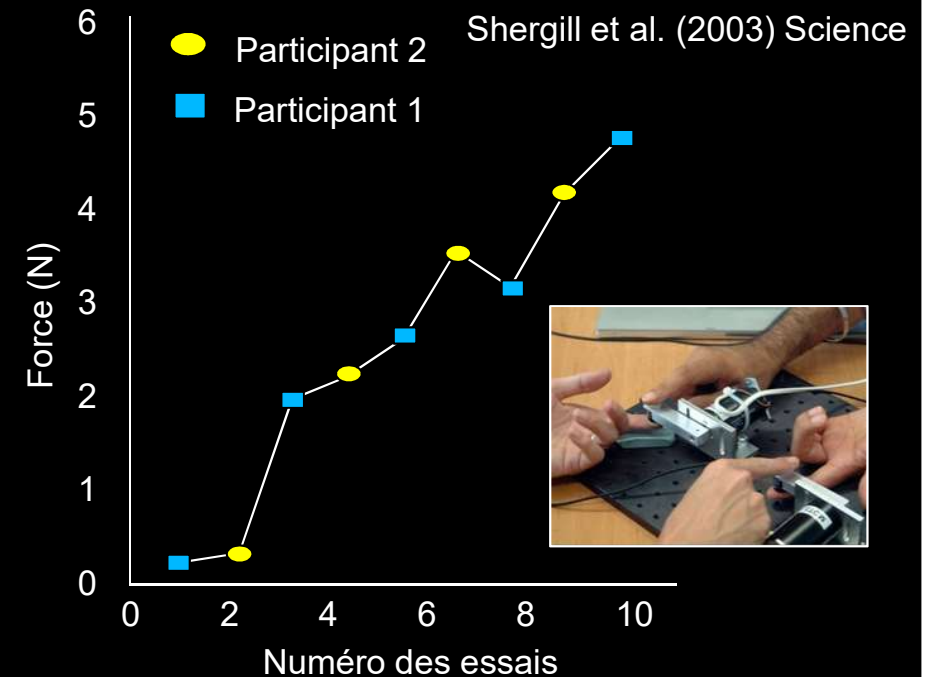 Shergill et al. (2003) Science
Participant 2
Participant 1
6
5
4
3
2
1
0
Force (N)
0 2 4 6 8 10
Numéro des essais